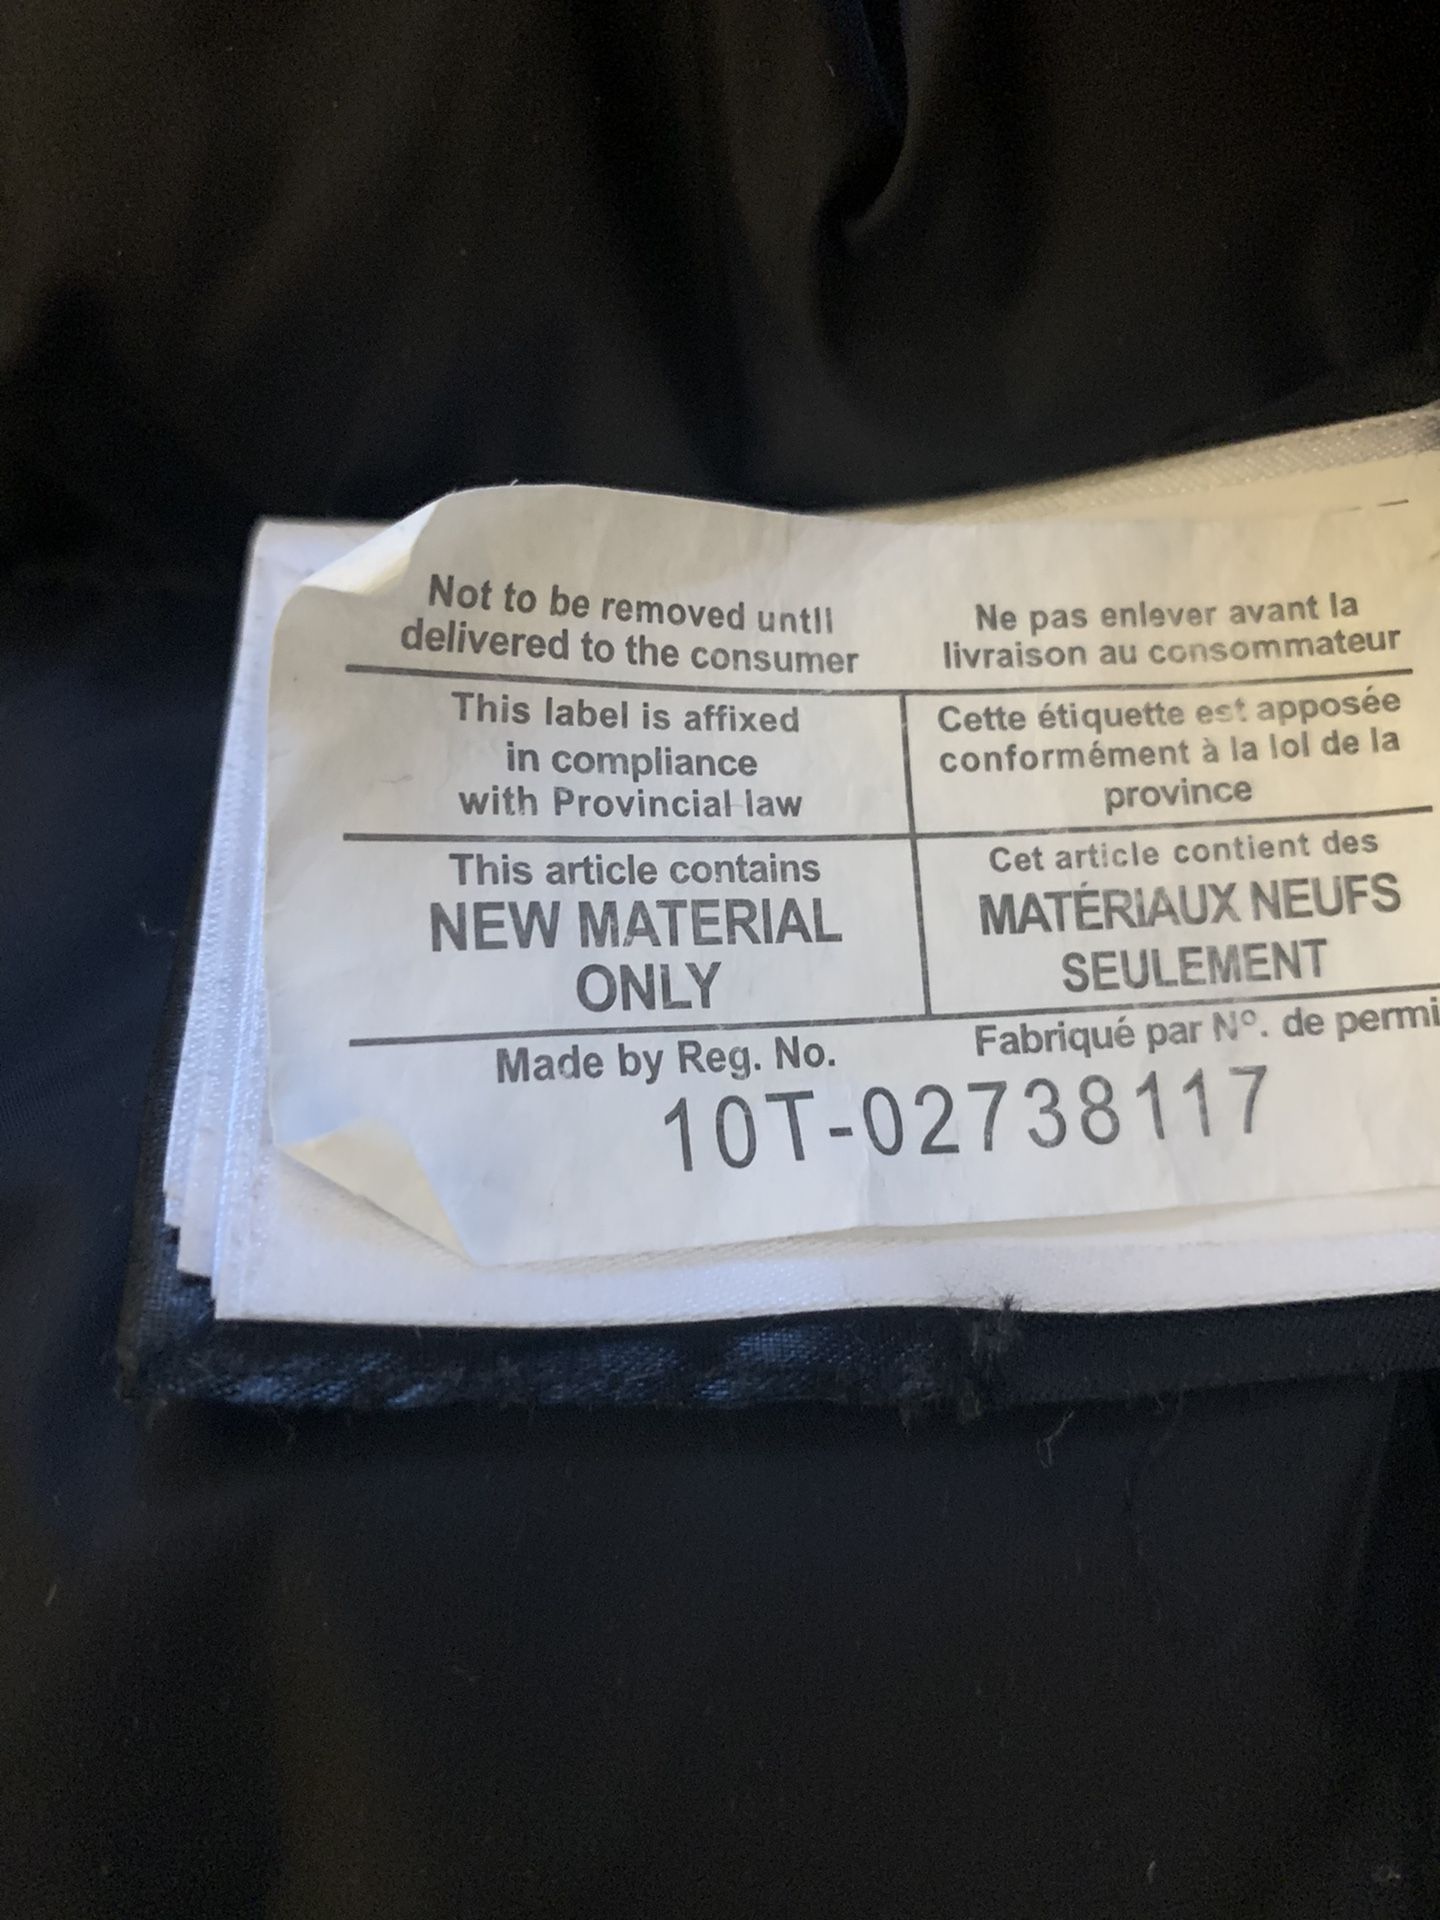 Not to be removed untll
delivered to the consumer
Ne pas enlever avant la
livraison au consommateur
This label is affixed
in compliance
with Provincial law
Cette étiquette est apposée
conformément à la lol de la
province
This article contains
NEW MATERIAL
ONLY
Cet article contient des
MATÉRIAUX NEUFS
SEULEMENT
Made by Reg. No.
Fabriqué par Nº. de permi
10T-02738117